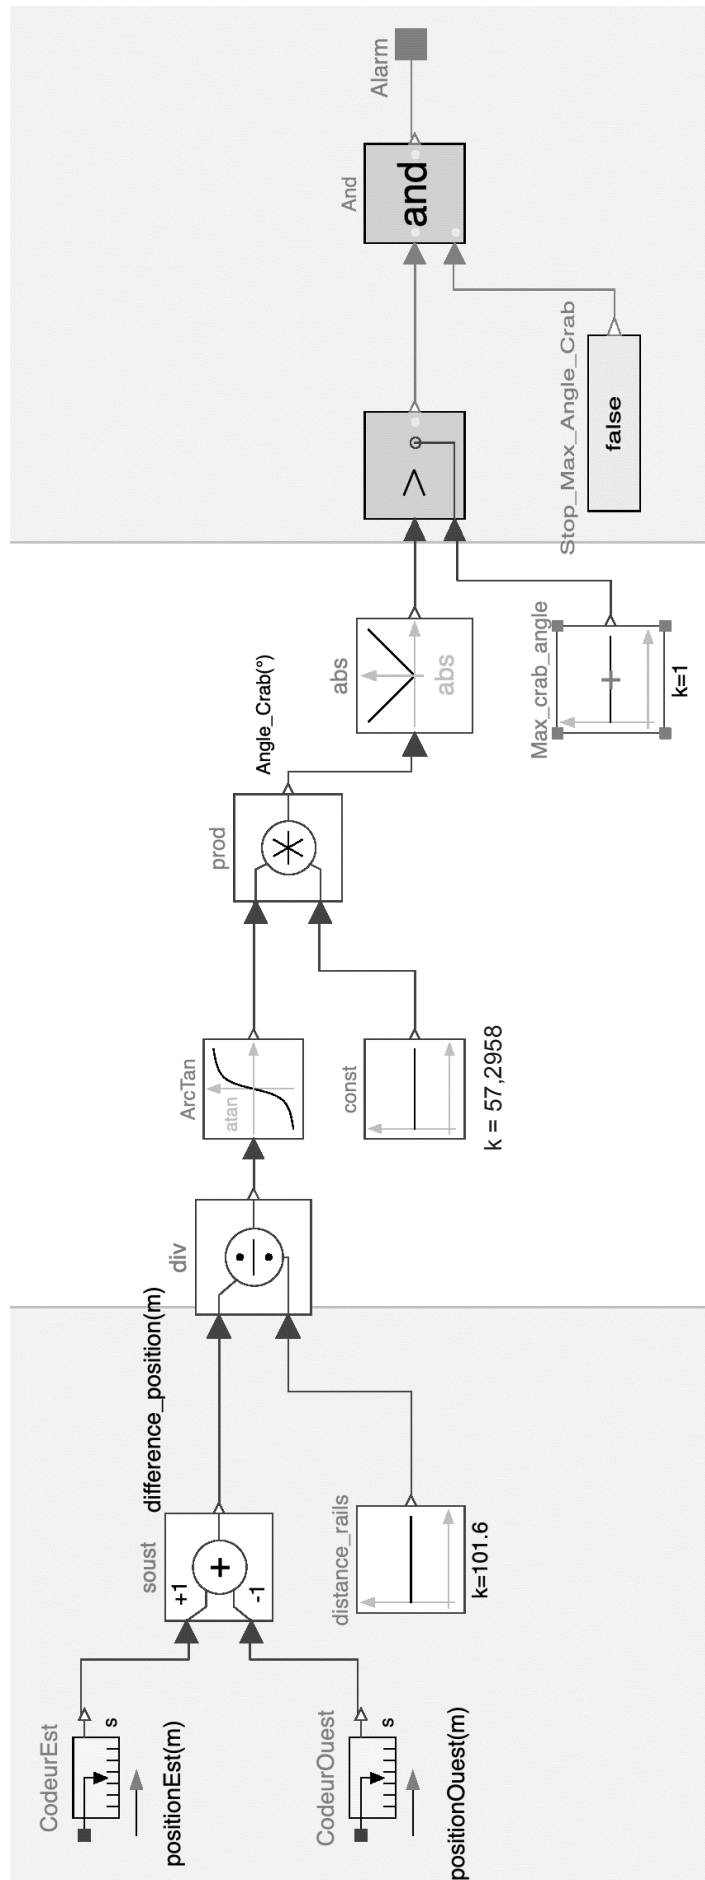 CodeurEst
s
positionEst(m)
CodeurOuest
s
positionOuest(m)
soust
+1
+
-1
difference_position(m)
distance_rails
k=101.6
div
ArcTan
atan
const
k = 57,2958
prod
Angle_Crab(°)
abs
abs
Max_crab_angle
k=1
>
Stop_Max_Angle_Crab
false
And
and
Alarm